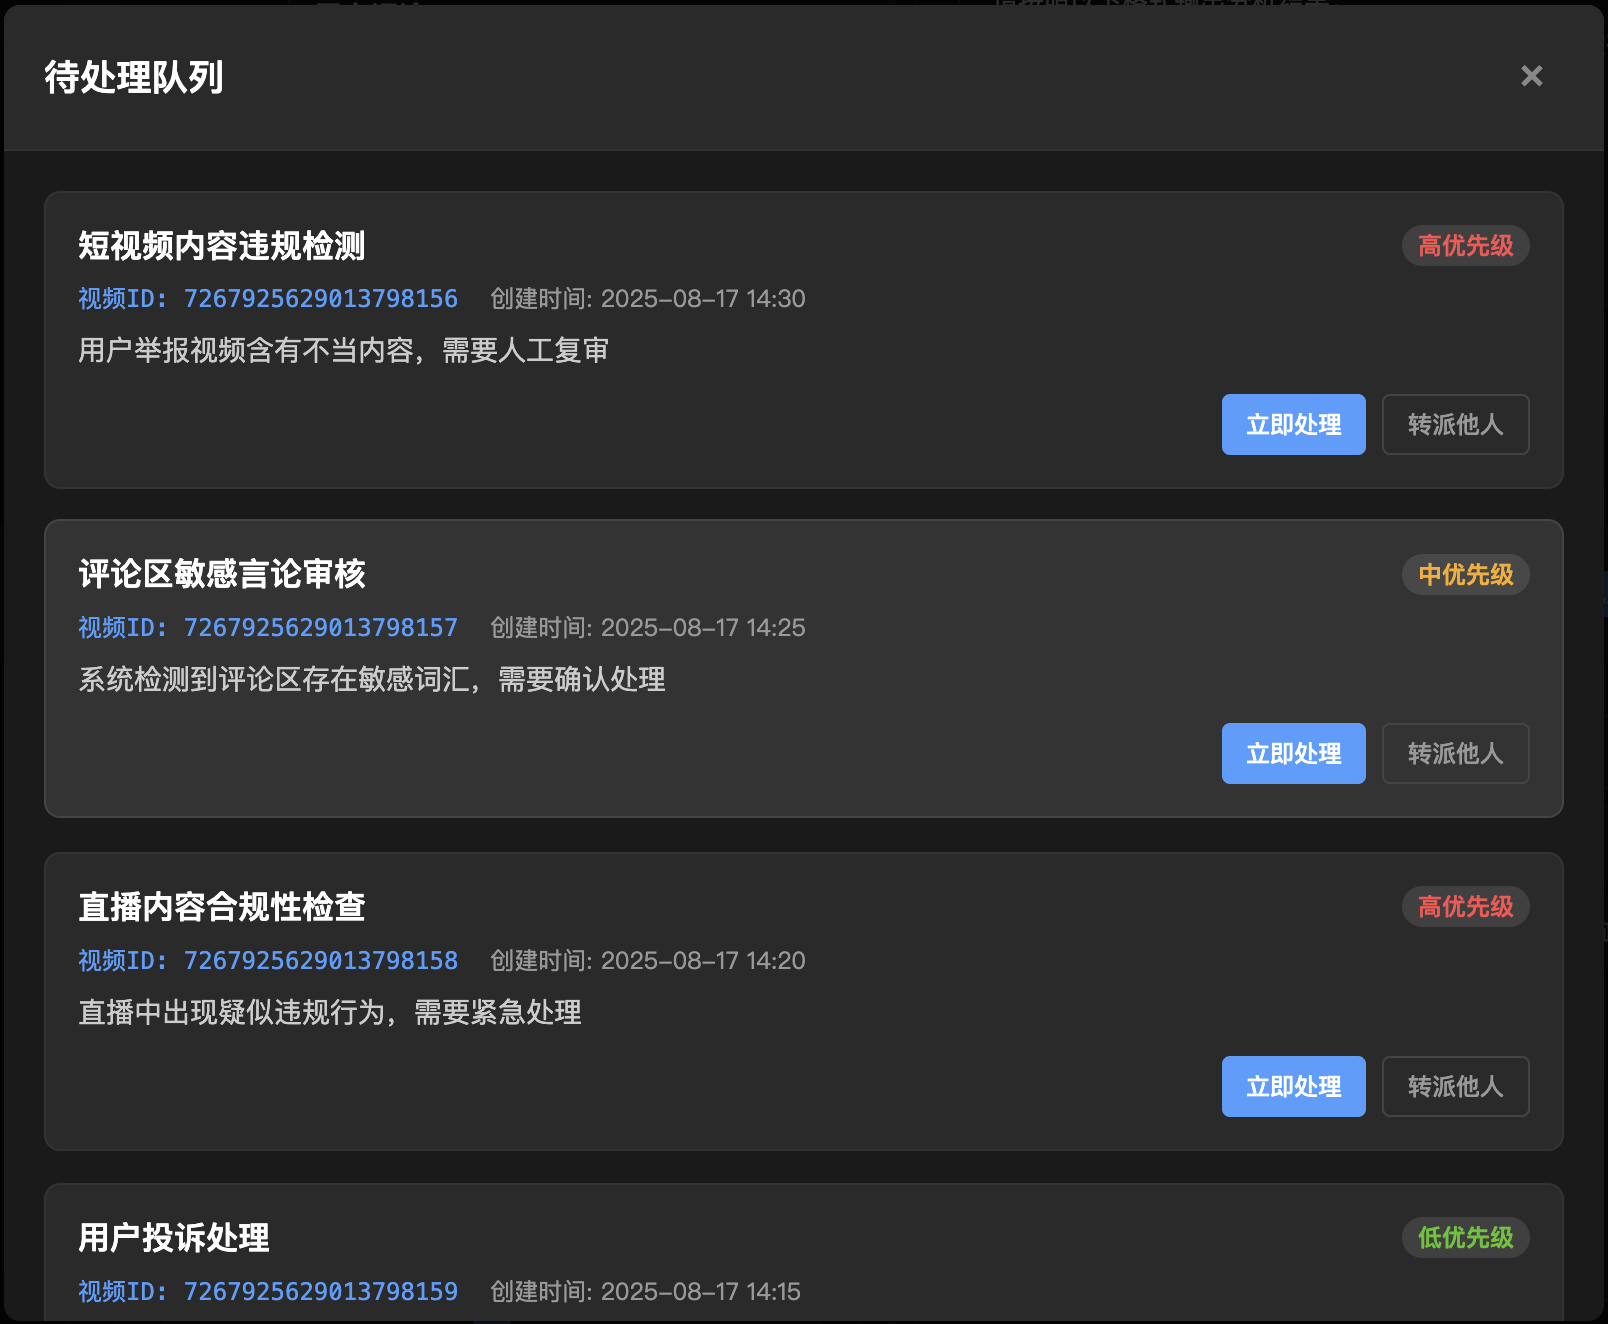 待处理队列
×
短视频内容违规检测
高优先级
视频ID: 7267925629013798156 创建时间: 2025-08-17 14:30
用户举报视频含有不当内容，需要人工复审
立即处理 转派他人
评论区敏感言论审核
中优先级
视频ID: 7267925629013798157 创建时间: 2025-08-17 14:25
系统检测到评论区存在敏感词汇，需要确认处理
立即处理 转派他人
直播内容合规性检查
高优先级
视频ID: 7267925629013798158 创建时间: 2025-08-17 14:20
直播中出现疑似违规行为，需要紧急处理
立即处理 转派他人
用户投诉处理
低优先级
视频ID: 7267925629013798159 创建时间: 2025-08-17 14:15